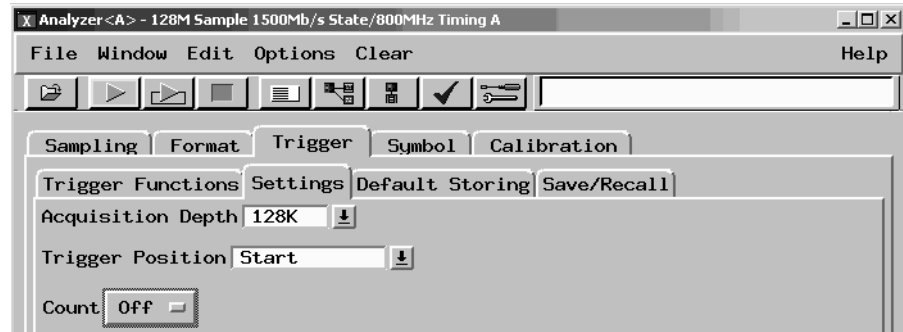 Analyzer<A> - 128M Sample 1500Mb/s State/800MHz Timing A
File Window Edit Options Clear Help
Sampling Format Trigger Symbol Calibration
Trigger Functions Settings Default Storing Save/Recall
Acquisition Depth 128K
Trigger Position Start
Count Off